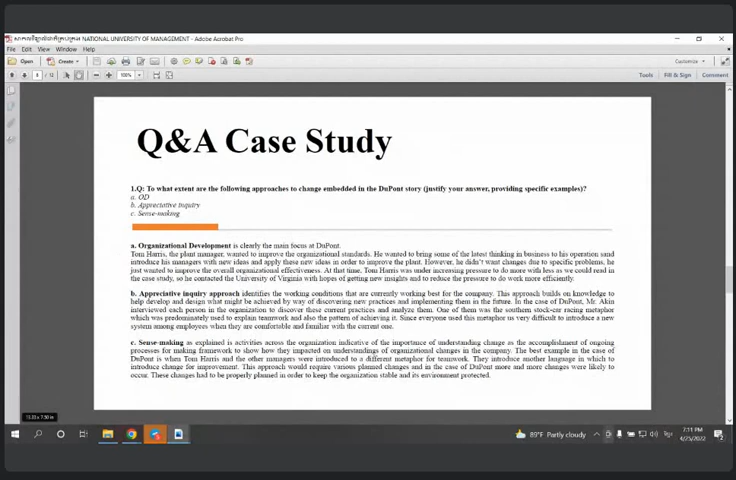 NATIONAL UNIVERSITY OF MANAGEMENT - Adobe Acrobat Pro
File Edit View Window Help
Open Create Customize
8 / 12 100% Tools Fill & Sign Comment
Q&A Case Study
1.Q: To what extent are the following approaches to change embedded in the DuPont story (justify your answer, providing specific examples)?
a. OD
b. Appreciative inquiry
c. Sense-making
a. Organizational Development is clearly the main focus at DuPont.
Tom Harris, the plant manager, wanted to improve the organizational standards. He wanted to bring some of the latest thinking in business to his operation and
introduce his managers with new ideas and apply these new ideas in order to improve the plant. However, he didn't want changes due to specific problems, he
just wanted to improve the overall organizational effectiveness. At that time, Tom Harris was under increasing pressure to do more with less as we could read in
the case study, so he contacted the University of Virginia with hopes of getting new insights and to reduce the pressure to do work more efficiently.
b. Appreciative inquiry approach identifies the working conditions that are currently working best for the company. This approach builds on knowledge to
help develop and design what might be achieved by way of discovering new practices and implementing them in the future. In the case of DuPont, Mr. Akin
interviewed each person in the organization to discover these current practices and analyze them. One of them was the southern stock-car racing metaphor
which was predominately used to explain teamwork and also the pattern of achieving it. Since everyone used this metaphor us very difficult to introduce a new
system among employees when they are comfortable and familiar with the current one.
c. Sense-making as explained is activities across the organization indicative of the importance of understanding change as the accomplishment of ongoing
processes for making framework to show how they impacted on understandings of organizational changes in the company. The best example in the case of
DuPont is when Tom Harris and the other managers were introduced to a different metaphor for teamwork. They introduce another language in which to
introduce change for improvement. This approach would require various planned changes and in the case of DuPont more and more changes were likely to
occur. These changes had to be properly planned in order to keep the organization stable and its environment protected.
13.33 x 7.50 in
89°F Partly cloudy
7:11 PM
4/25/2022